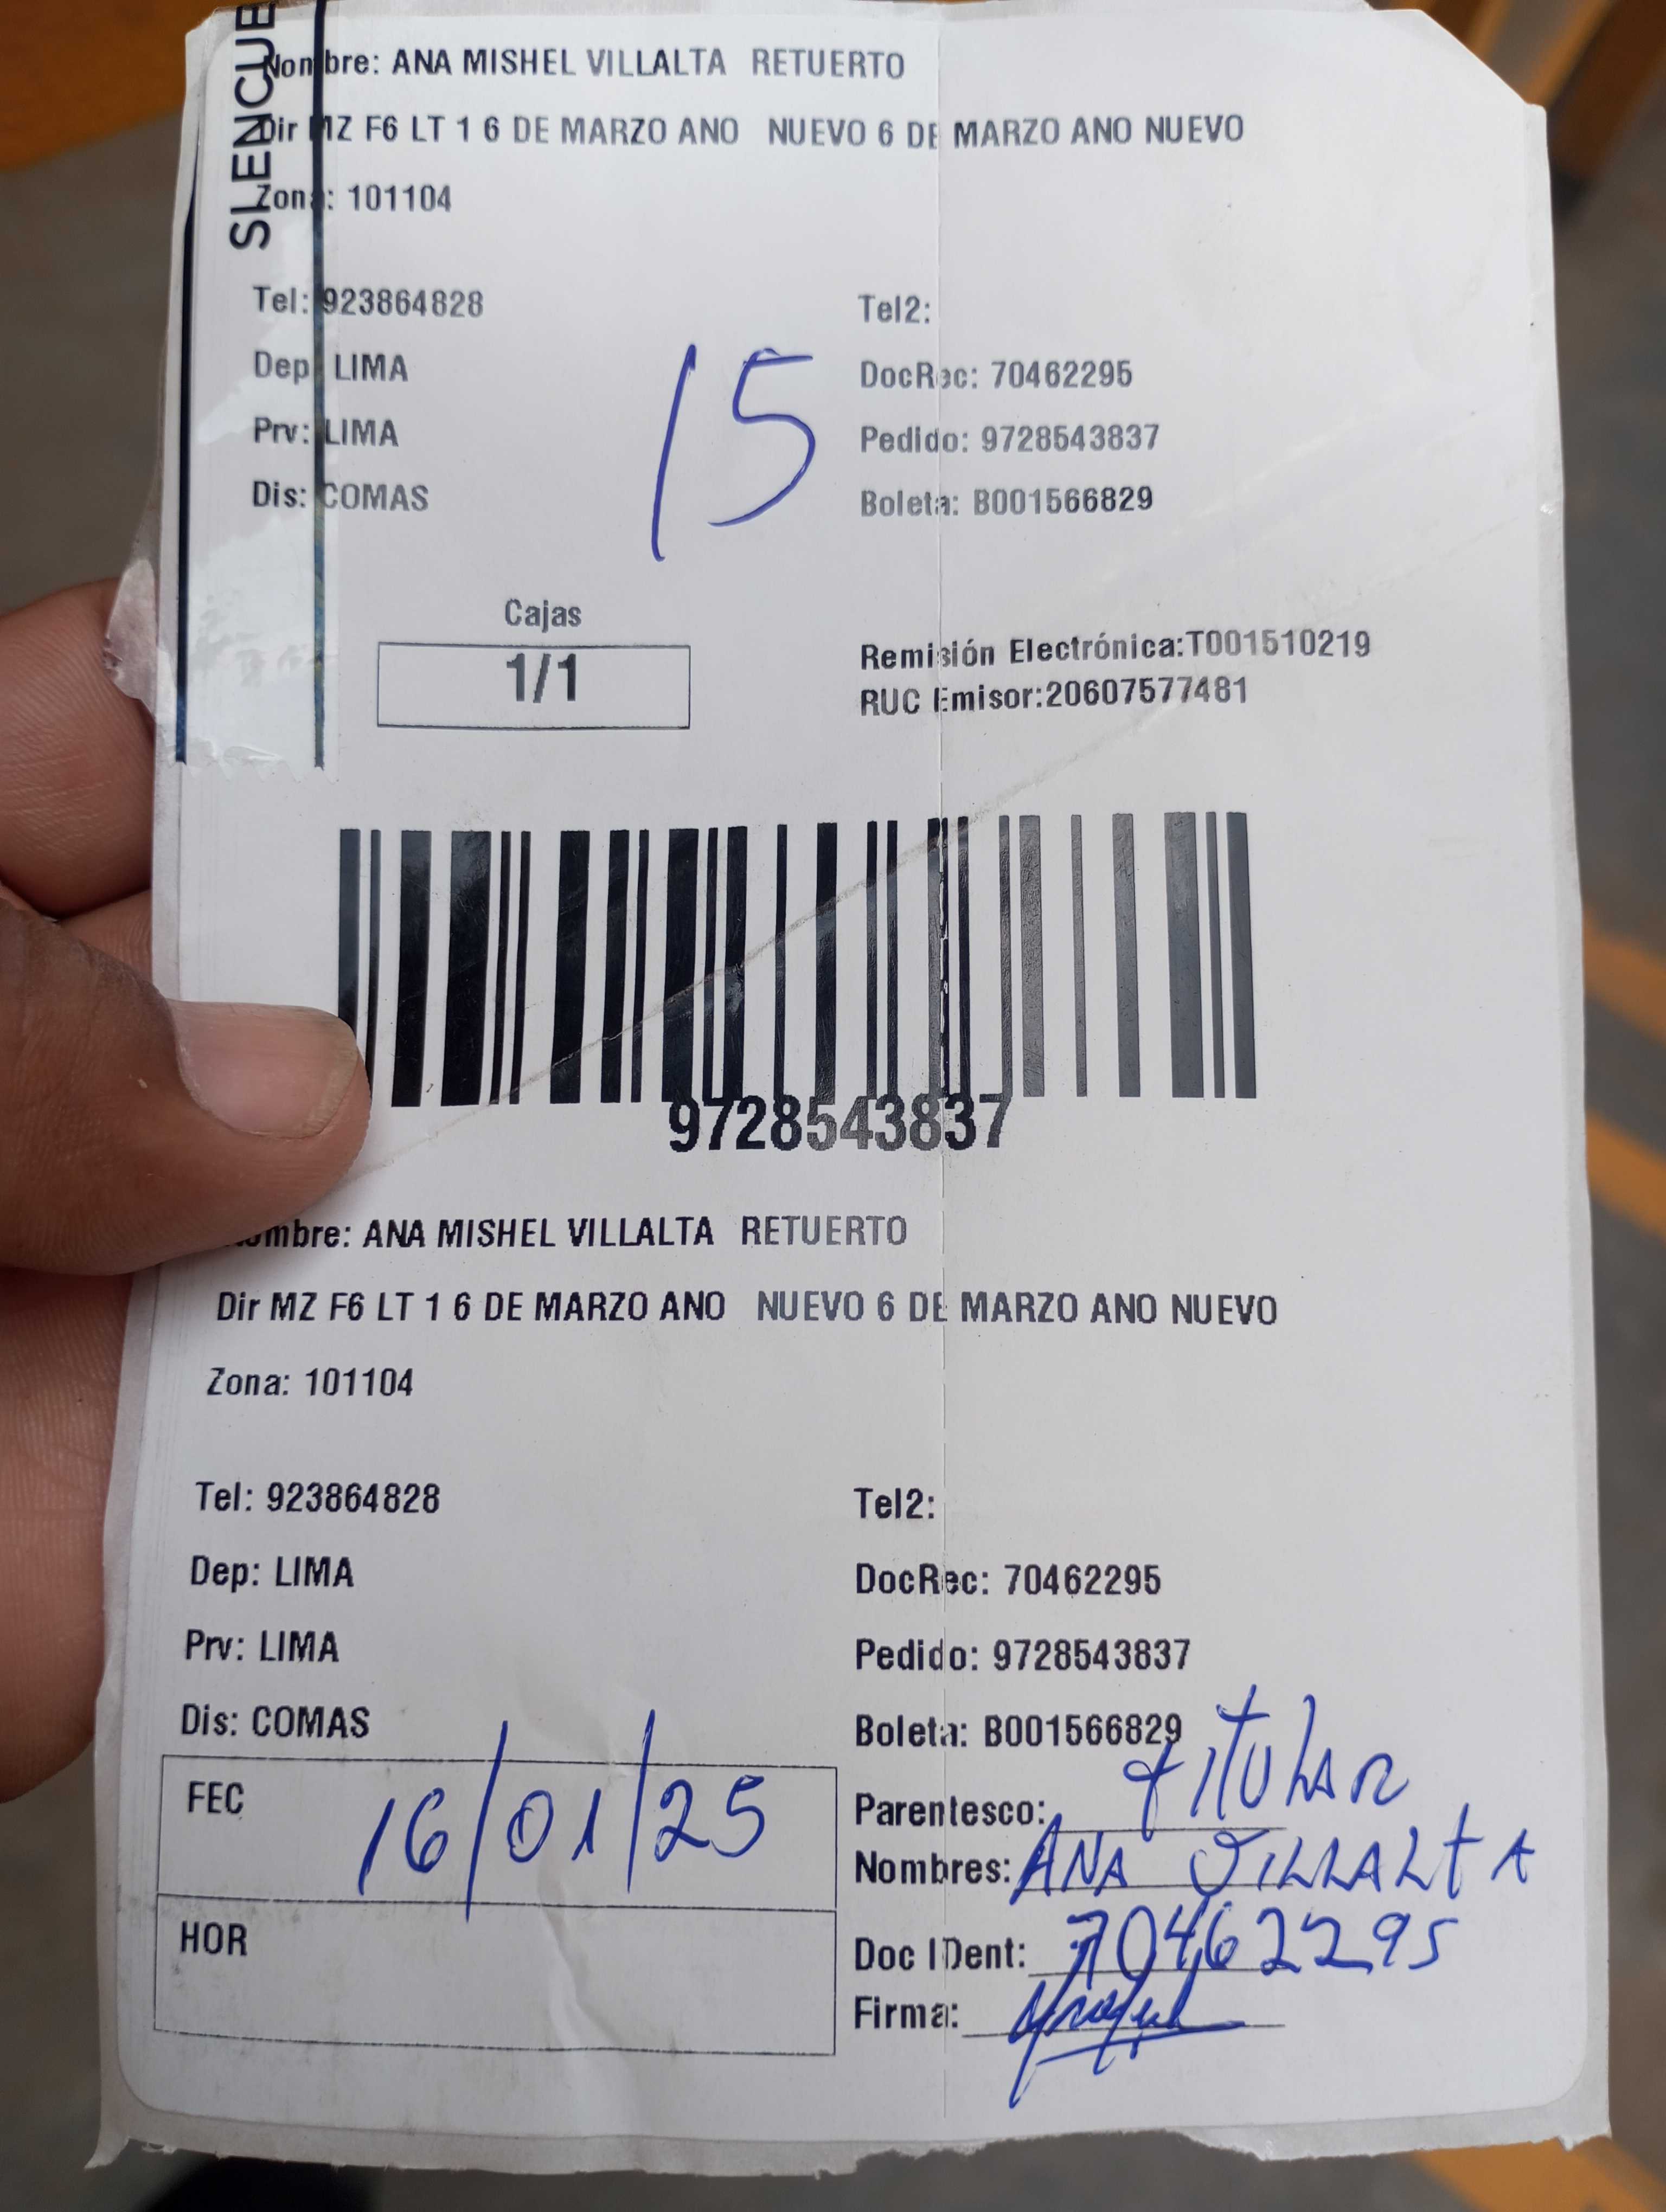 SLENCUE
Nombre: ANA MISHEL VILLALTA RETUERTO
Dir MZ F6 LT 1 6 DE MARZO ANO NUEVO 6 DE MARZO ANO NUEVO
Zona: 101104
Tel: 923864828 Tel2:
Dep: LIMA DocRec: 70462295
Prv: LIMA Pedido: 9728543837
Dis: COMAS Boleta: B001566829
15
Cajas
1/1
Remisión Electrónica:T001510219
RUC Emisor:20607577481
9728543837
Nombre: ANA MISHEL VILLALTA RETUERTO
Dir MZ F6 LT 1 6 DE MARZO ANO NUEVO 6 DE MARZO ANO NUEVO
Zona: 101104
Tel: 923864828 Tel2:
Dep: LIMA DocRec: 70462295
Prv: LIMA Pedido: 9728543837
Dis: COMAS Boleta: B001566829
FEC 16/01/25
HOR
Parentesco: TITULAR
Nombres: ANA VILLALTA
Doc IDent: 70462295
Firma: